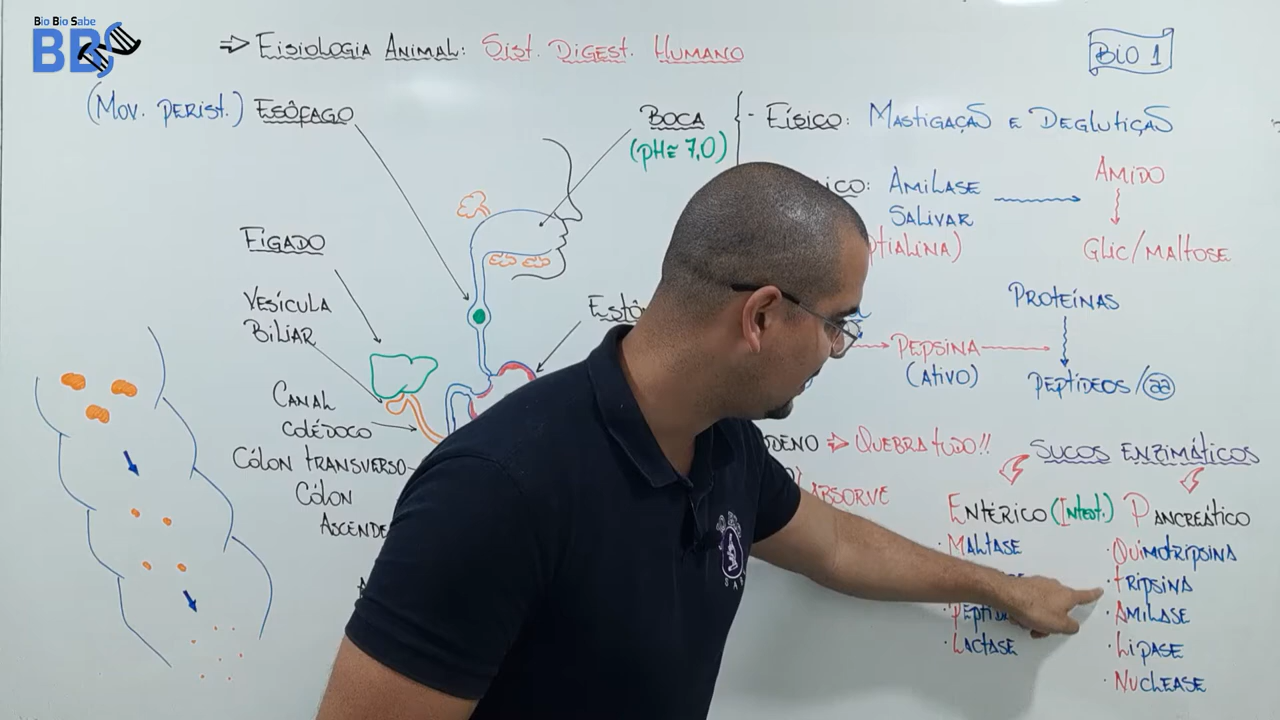 Bio Bio Sabe
BBS
⇒ Fisiologia Animal: Sist. Digest. Humano
BIO 1
(Mov. perist.) Esôfago
Boca
(pH≅ 7,0)
- Físico: Mastigação e Deglutição
Amilase
Salivar
Amido
Glic/Maltose
Fígado
Vesícula
Biliar
Canal
Colédoco
Cólon transverso
Cólon
Proteínas
Pepsina
(Ativo)
Peptídeos/aa
⇒ Quebra tudo!!
Absorve
Sucos Enzimáticos
Entérico (Intest.)
· Maltase
· Lactase
Pancreático
· Quimotripsina
· Tripsina
· Amilase
· Lipase
· Nuclease